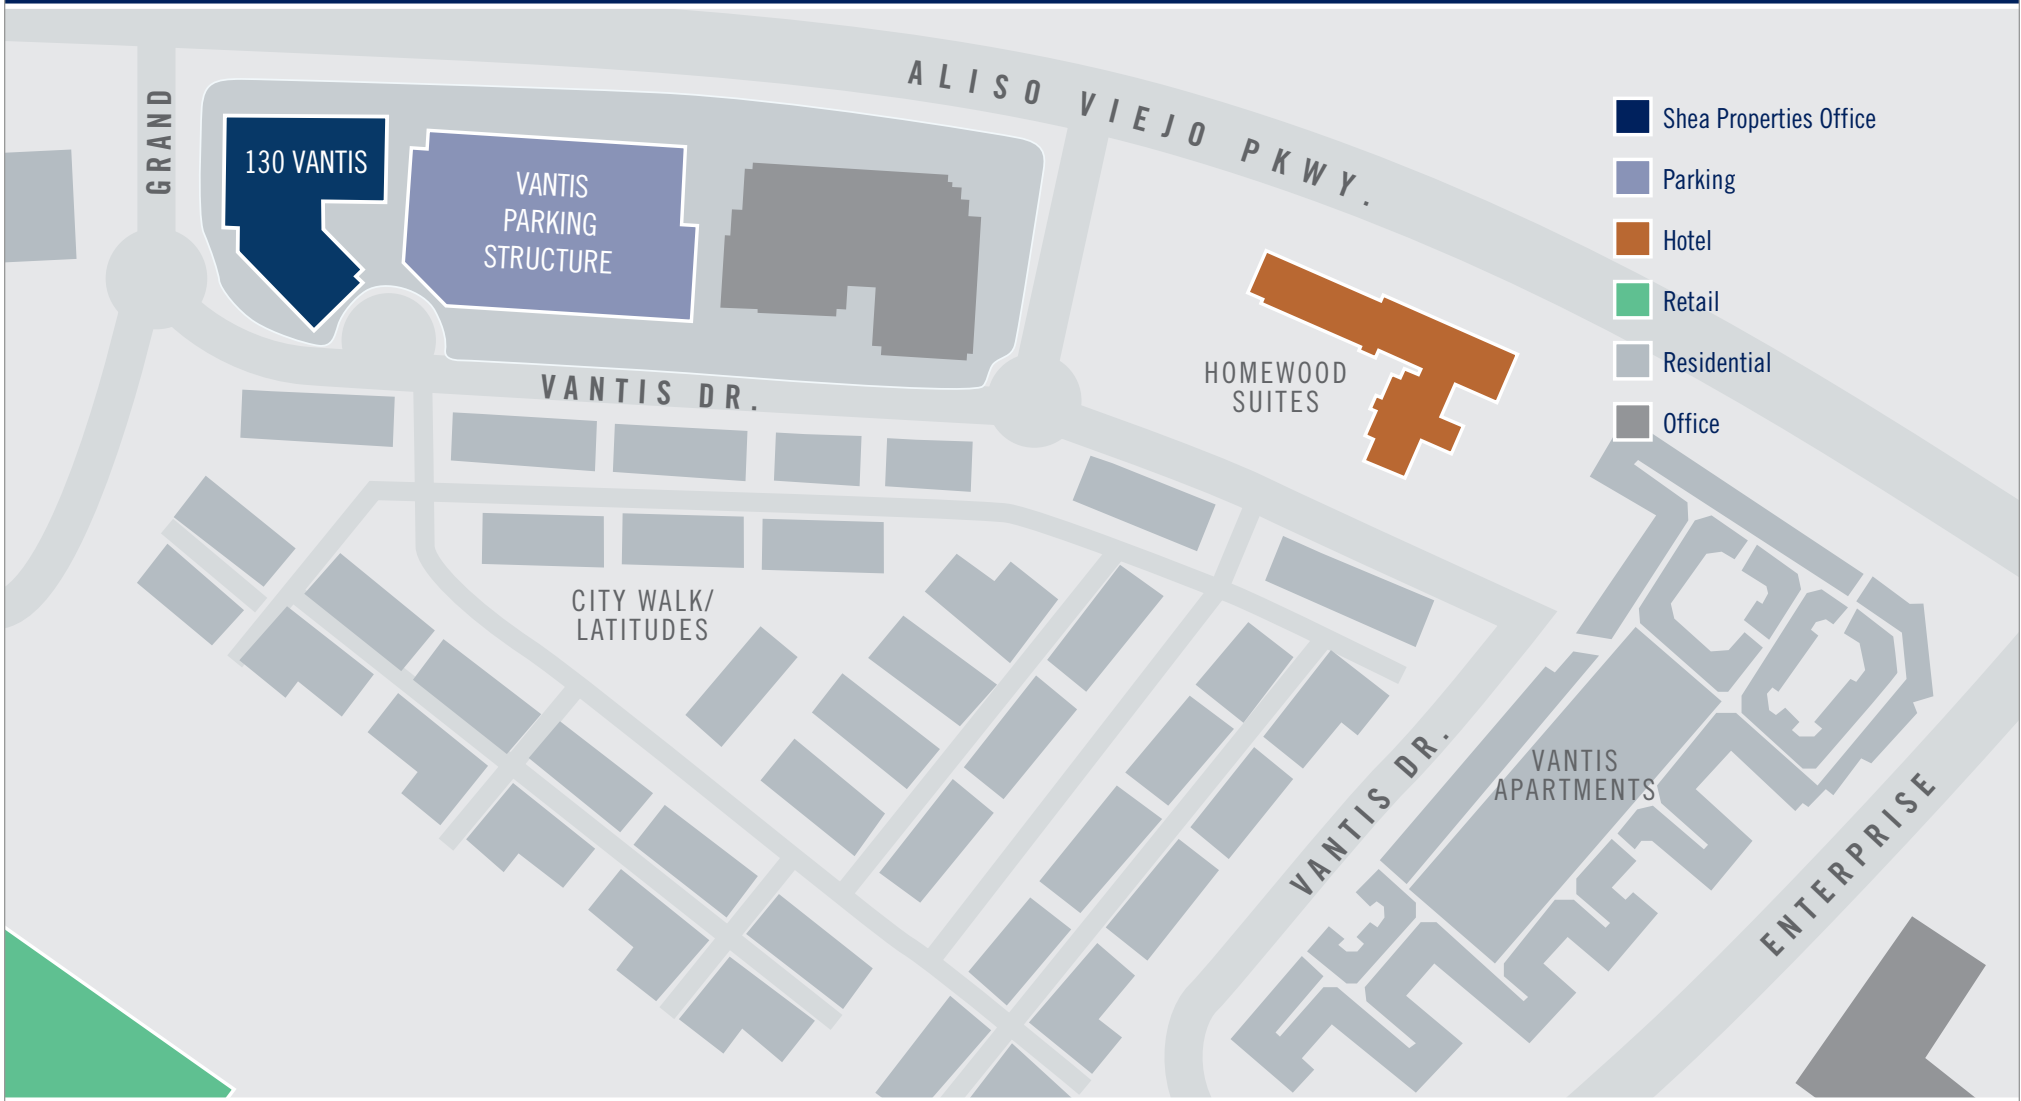 ALISO VIEJO PKWY.
GRAND
130 VANTIS
VANTIS
PARKING
STRUCTURE
Shea Properties Office
Parking
Hotel
Retail
Residential
Office
HOMEWOOD
SUITES
VANTIS DR.
CITY WALK/
LATITUDES
VANTIS DR.
VANTIS
APARTMENTS
ENTERPRISE